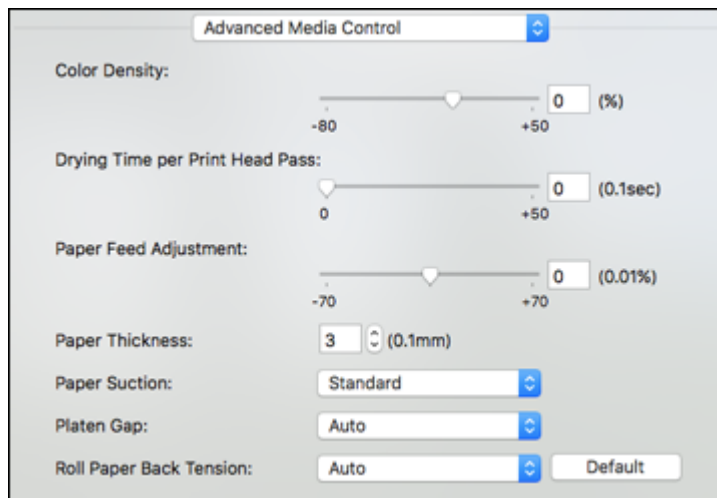 Advanced Media Control
Color Density:
0 (%)
-80 +50
Drying Time per Print Head Pass:
0 (0.1sec)
0 +50
Paper Feed Adjustment:
0 (0.01%)
-70 +70
Paper Thickness: 3 (0.1mm)
Paper Suction: Standard
Platen Gap: Auto
Roll Paper Back Tension: Auto Default